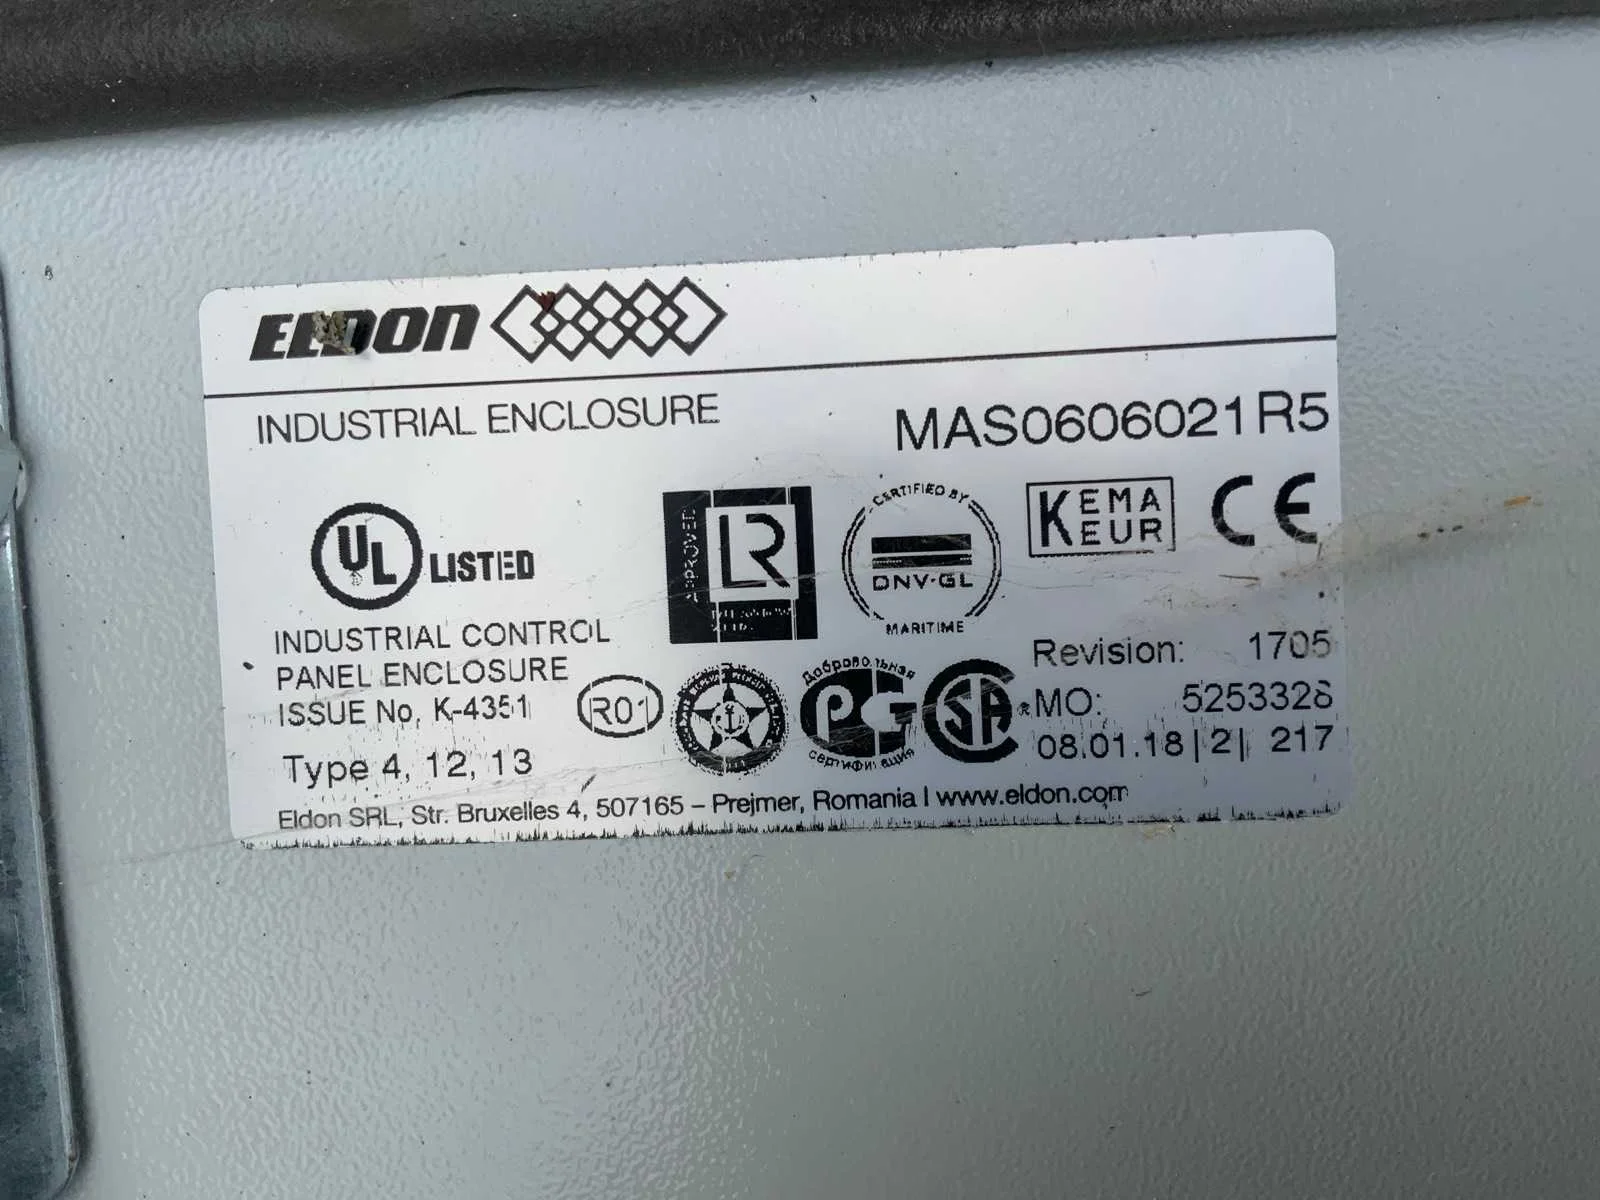 ELDON
INDUSTRIAL ENCLOSURE
MAS0606021R5
UL LISTED
APPROVED
LR
CERTIFIED BY
DNV·GL
MARITIME
KEMA
KEUR
CE
INDUSTRIAL CONTROL
PANEL ENCLOSURE
ISSUE No. K-4351
Type 4, 12, 13
R01
Добровольная
РСТ
сертификация
SA ®
Revision: 1705
MO: 5253328
08.01.18|2| 217
Eldon SRL, Str. Bruxelles 4, 507165 – Prejmer, Romania | www.eldon.com